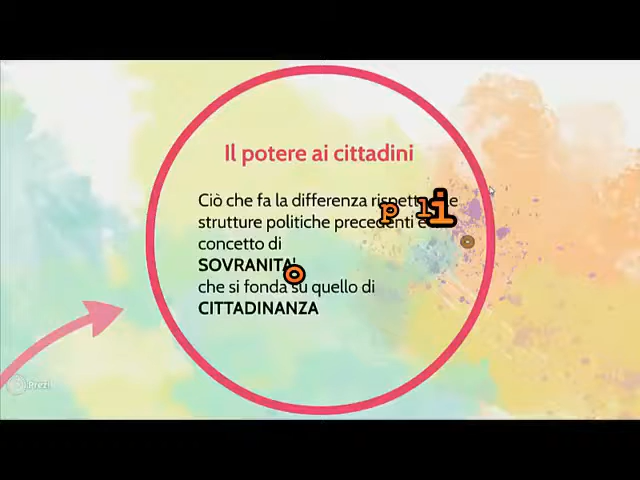 Il potere ai cittadini
Ciò che fa la differenza
strutture politiche precedenti
concetto di
SOVRANITA'
che si fonda su quello di
CITTADINANZA
p li
o
o
Prezi